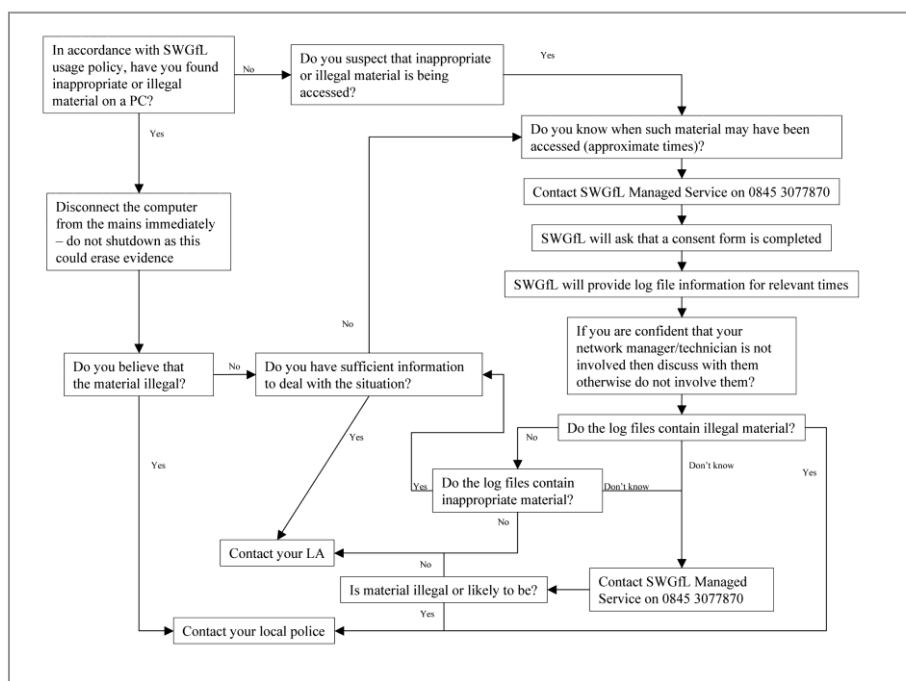 In accordance with SWGfL
usage policy, have you found
inappropriate or illegal
material on a PC?
No
Do you suspect that inappropriate
or illegal material is being
accessed?
Yes
Yes
Do you know when such material may have been
accessed (approximate times)?
Contact SWGfL Managed Service on 0845 3077870
Disconnect the computer
from the mains immediately
– do not shutdown as this
could erase evidence
SWGfL will ask that a consent form is completed
SWGfL will provide log file information for relevant times
No
If you are confident that your
network manager/technician is not
involved then discuss with them
otherwise do not involve them?
Do you believe that
the material illegal?
No
Do you have sufficient information
to deal with the situation?
Yes
Do the log files contain illegal material?
No
Don't know
Yes
Yes
Yes
Do the log files contain
inappropriate material?
Don't know
No
Contact your LA
No
Is material illegal or likely to be?
Contact SWGfL Managed
Service on 0845 3077870
Yes
Contact your local police